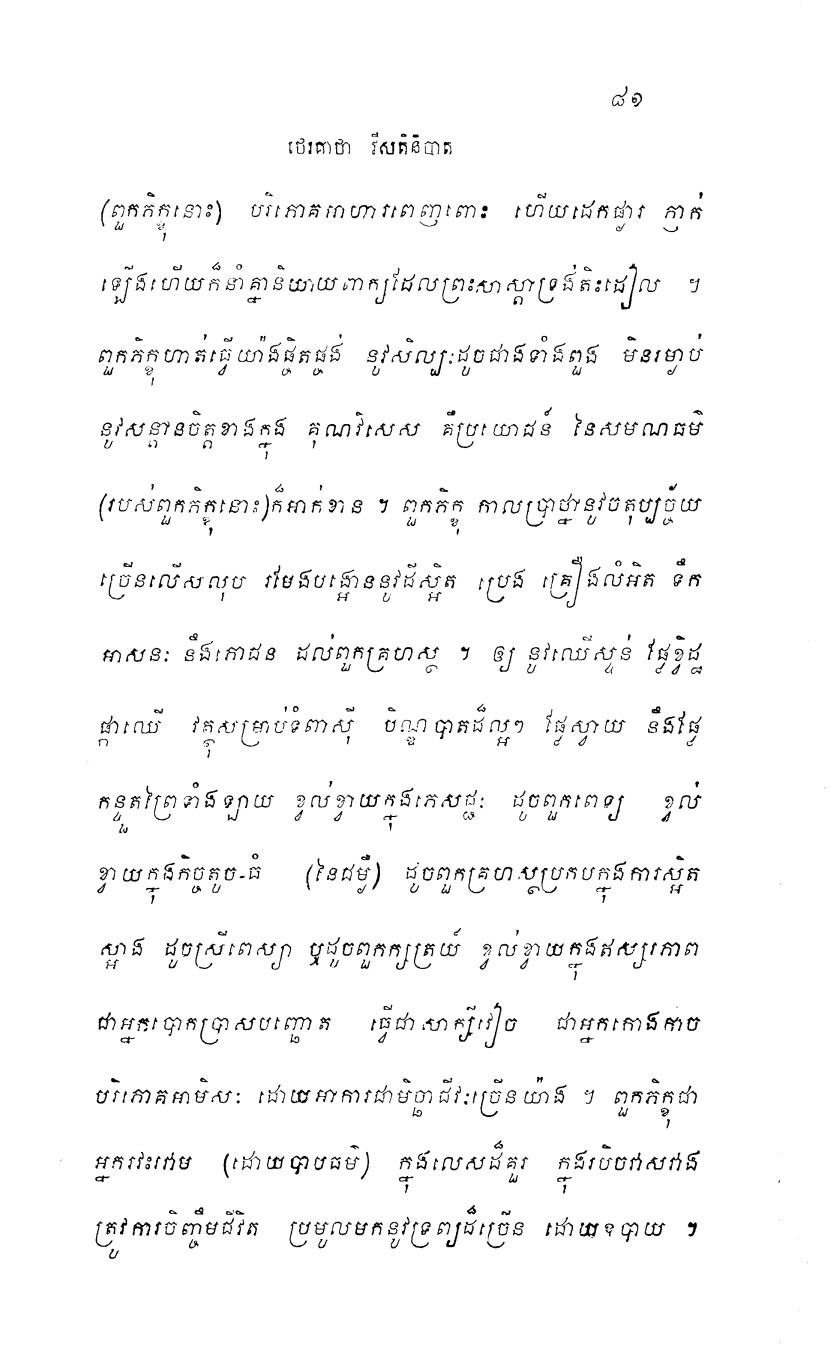 ៨១
ថេរគាថា វីសតិនិបាត
(ពួកភិក្ខុនោះ) បរិភោគអាហារពេញពោះ ហើយដេកផ្ងារ ភ្ញាក់
ឡើងហើយក៏នាំគ្នានិយាយពាក្យដែលព្រះសាស្តាទ្រង់តិះដៀល ។
ពួកភិក្ខុហាត់ធ្វើយ៉ាងផ្ចិតផ្ចង់ នូវសិល្បៈដូចជាងទាំងពួង មិនរម្ងាប់
នូវសន្តានចិត្តខាងក្នុង គុណវិសេស គឺប្រយោជន៍ នៃសមណធម៌
(របស់ពួកភិក្ខុនោះ)ក៏អាក់ខាន ។ ពួកភិក្ខុ កាលប្រាថ្នានូវចតុប្បច្ច័យ
ច្រើនលើសលុប រមែងបង្អោននូវដីស្អិត ប្រេង គ្រឿងលំអិត ទឹក
អាសនៈ នឹងភោជន ដល់ពួកគ្រហស្ថ ។ ឲ្យ នូវឈើស្ទន់ ផ្លែខ្វិដ្ឋ
ផ្កាឈើ វត្ថុសម្រាប់ទំពាស៊ី បិណ្ឌបាតដ៏ល្អៗ ផ្លែស្វាយ នឹងផ្លែ
កន្ទួតព្រៃទាំងឡាយ ខ្វល់ខ្វាយក្នុងភេសជ្ជៈ ដូចពួកពេទ្យ ខ្វល់
ខ្វាយក្នុងកិច្ចតូច-ធំ (នៃជម្ងឺ) ដូចពួកគ្រហស្ថប្រកបក្នុងការស្អិត
ស្អាង ដូចស្រីពេស្យា ឬដូចពួកក្សត្រយ៍ ខ្វល់ខ្វាយក្នុងឥស្សរភាព
ជាអ្នកបោកប្រាសបញ្ឆោត ធ្វើជាសាក្សីវៀច ជាអ្នកកោងកាច
បរិភោគអាមិសៈ ដោយអាការជាមិច្ឆាជីវៈច្រើនយ៉ាង ។ ពួកភិក្ខុជា
អ្នករវះរវាម (ដោយបាបធម៌) ក្នុងលេសដ៏គួរ ក្នុងរបិចរប៉សរវាង
ត្រូវការចិញ្ចឹមជីវិត ប្រមូលមកនូវទ្រព្យដ៏ច្រើន ដោយឧបាយ ។